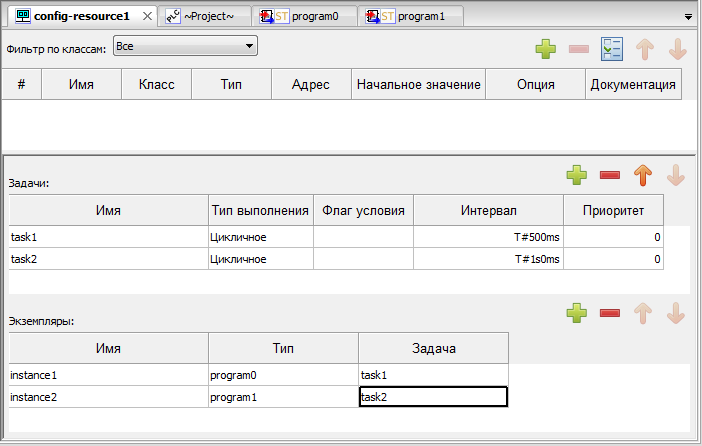 config-resource1 ~Project~ ST program0 ST program1
Фильтр по классам: Все
# Имя Класс Тип Адрес Начальное значение Опция Документация
Задачи:
Имя Тип выполнения Флаг условия Интервал Приоритет
task1 Цикличное T#500ms 0
task2 Цикличное T#1s0ms 0
Экземпляры:
Имя Тип Задача
instance1 program0 task1
instance2 program1 task2